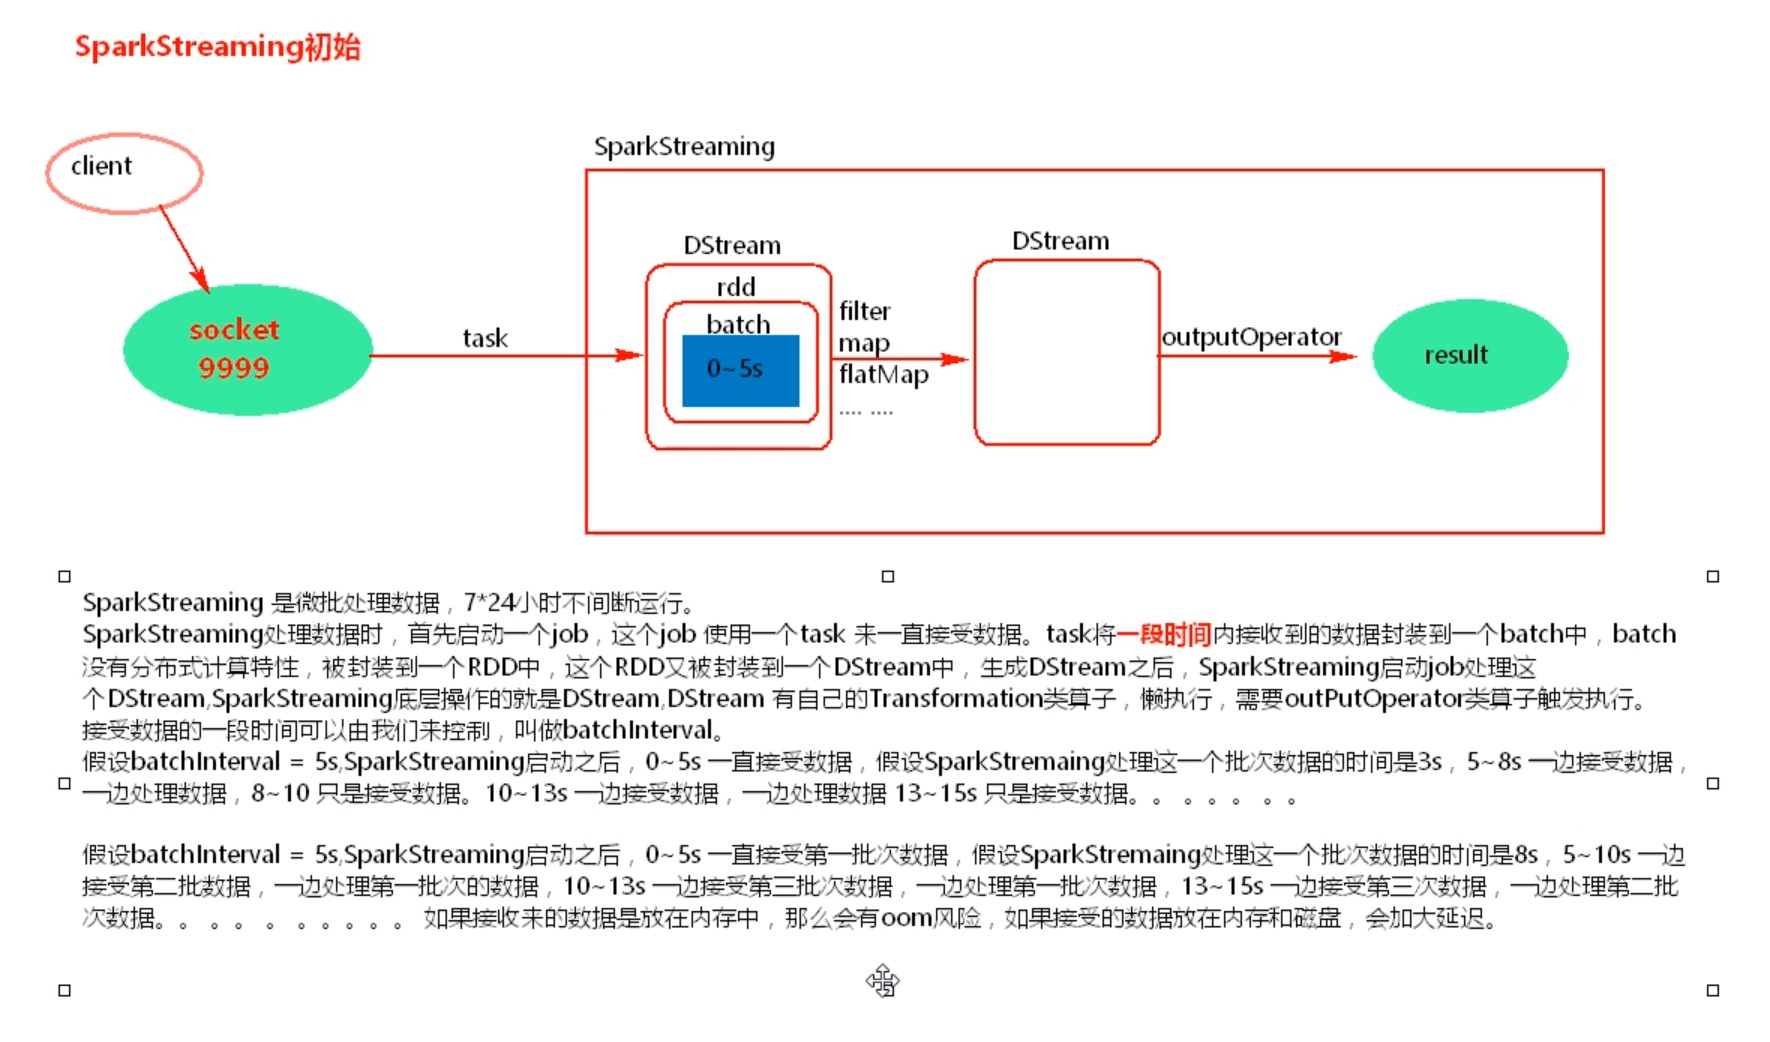 SparkStreaming初始
client
SparkStreaming
DStream
DStream
rdd
filter
socket
batch
task
map
outputOperator
9999
0~5s
flatMap
result
.... ....
SparkStreaming 是微批处理数据，7*24小时不间断运行。
SparkStreaming处理数据时，首先启动一个job，这个job 使用一个task 来一直接受数据。task将一段时间内接收到的数据封装到一个batch中，batch
没有分布式计算特性，被封装到一个RDD中，这个RDD又被封装到一个DStream中，生成DStream之后，SparkStreaming启动job处理这
个DStream,SparkStreaming底层操作的就是DStream,DStream 有自己的Transformation类算子，懒执行，需要outPutOperator类算子触发执行。
接受数据的一段时间可以由我们来控制，叫做batchInterval。
假设batchInterval = 5s,SparkStreaming启动之后，0~5s 一直接受数据，假设SparkStremaing处理这一个批次数据的时间是3s，5~8s 一边接受数据，
一边处理数据，8~10 只是接受数据。10~13s 一边接受数据，一边处理数据 13~15s 只是接受数据。。。。。。。
假设batchInterval = 5s,SparkStreaming启动之后，0~5s 一直接受第一批次数据，假设SparkStremaing处理这一个批次数据的时间是8s，5~10s 一边
接受第二批数据，一边处理第一批次的数据，10~13s 一边接受第三批次数据，一边处理第一批次数据，13~15s 一边接受第三次数据，一边处理第二批
次数据。。。。。。。。。。 如果接收来的数据是放在内存中，那么会有oom风险，如果接受的数据放在内存和磁盘，会加大延迟。